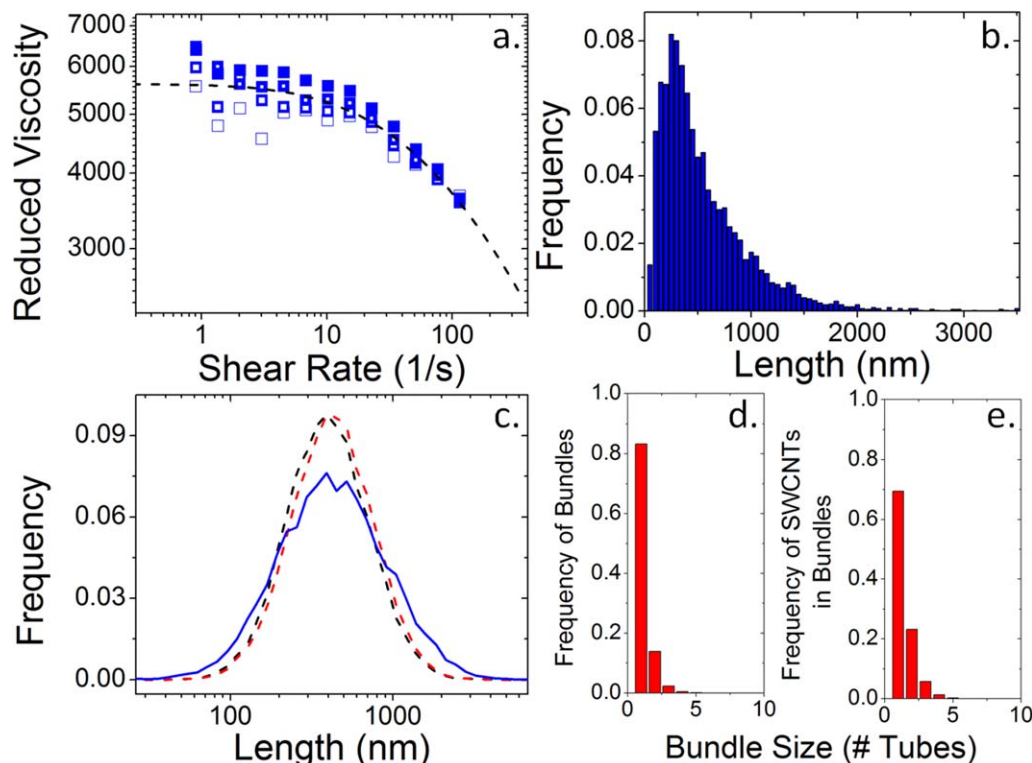 a.
Reduced Viscosity
7000
6000
5000
4000
3000
1 10 100
Shear Rate (1/s)
b.
Frequency
0.08
0.06
0.04
0.02
0.00
0 1000 2000 3000
Length (nm)
c.
Frequency
0.09
0.06
0.03
0.00
100 1000
Length (nm)
d.
Frequency of Bundles
1.0
0.8
0.6
0.4
0.2
0.0
0 5 10
e.
Frequency of SWCNTs
in Bundles
1.0
0.8
0.6
0.4
0.2
0.0
0 5 10
Bundle Size (# Tubes)